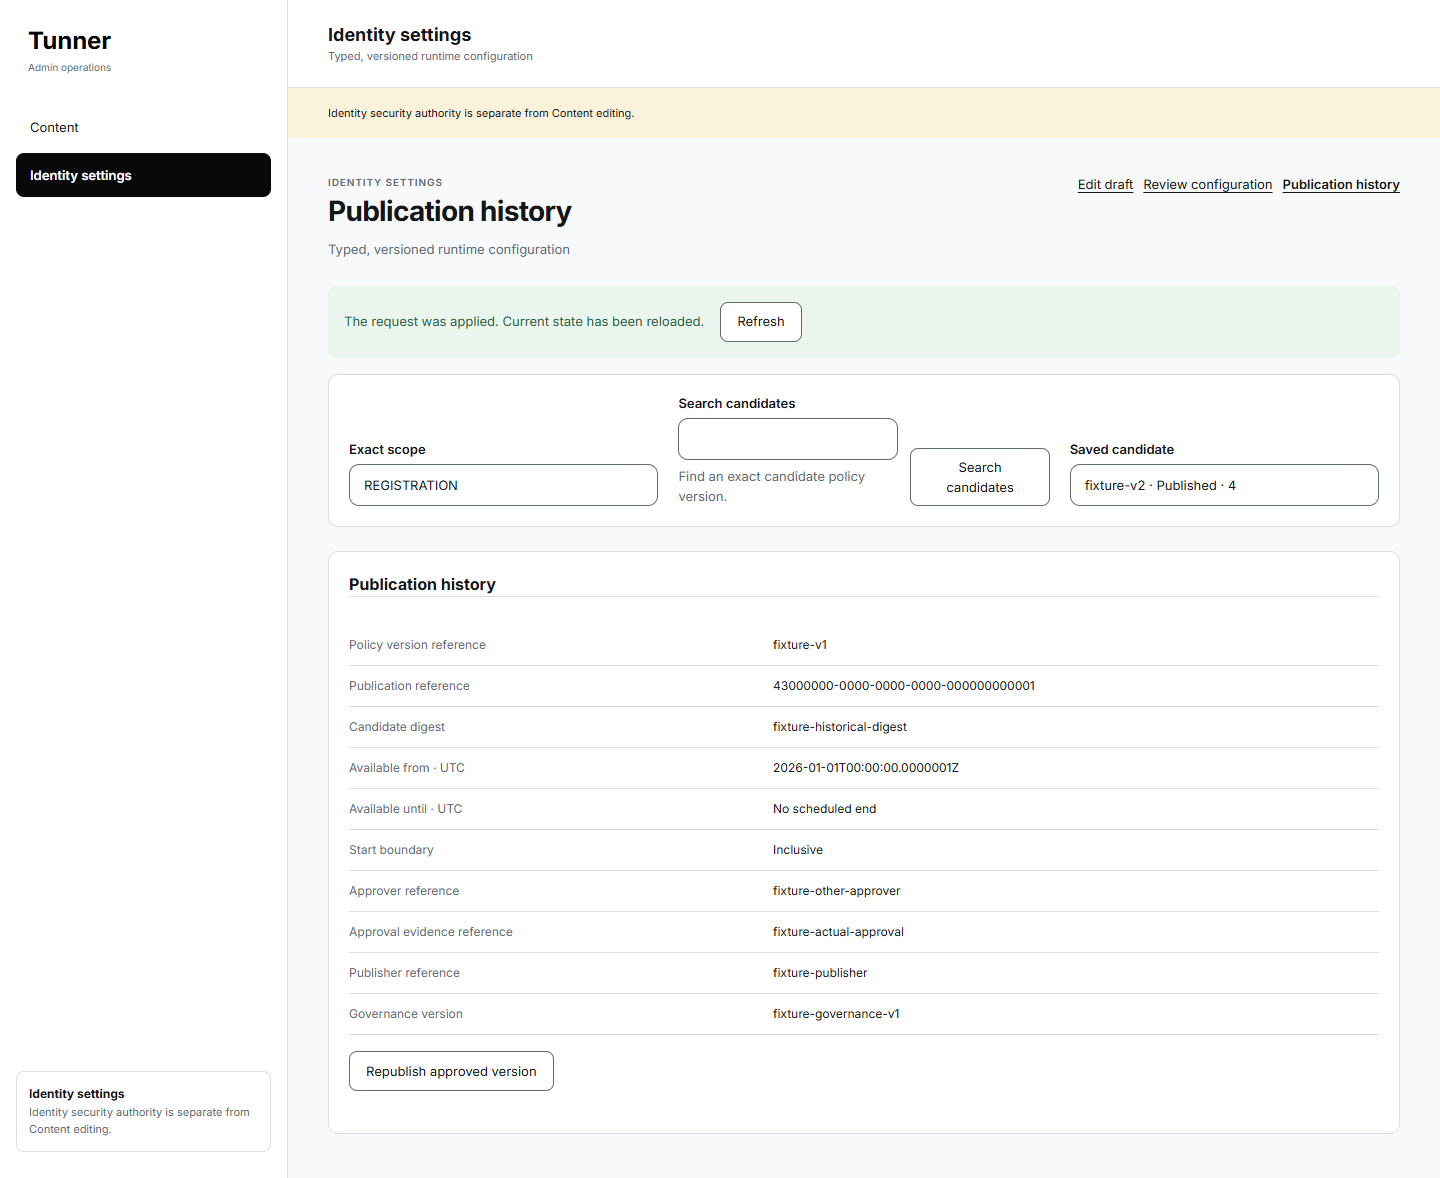 Tunner
Admin operations
Content
Identity settings
Identity settings
Identity security authority is separate from
Content editing.
Identity settings
Typed, versioned runtime configuration
Identity security authority is separate from Content editing.
IDENTITY SETTINGS
Publication history
Typed, versioned runtime configuration
Edit draft Review configuration Publication history
The request was applied. Current state has been reloaded. Refresh
Exact scope
REGISTRATION
Search candidates
Find an exact candidate policy
version.
Search
candidates
Saved candidate
fixture-v2 · Published · 4
Publication history
Policy version reference fixture-v1
Publication reference 43000000-0000-0000-0000-000000000001
Candidate digest fixture-historical-digest
Available from · UTC 2026-01-01T00:00:00.0000001Z
Available until · UTC No scheduled end
Start boundary Inclusive
Approver reference fixture-other-approver
Approval evidence reference fixture-actual-approval
Publisher reference fixture-publisher
Governance version fixture-governance-v1
Republish approved version